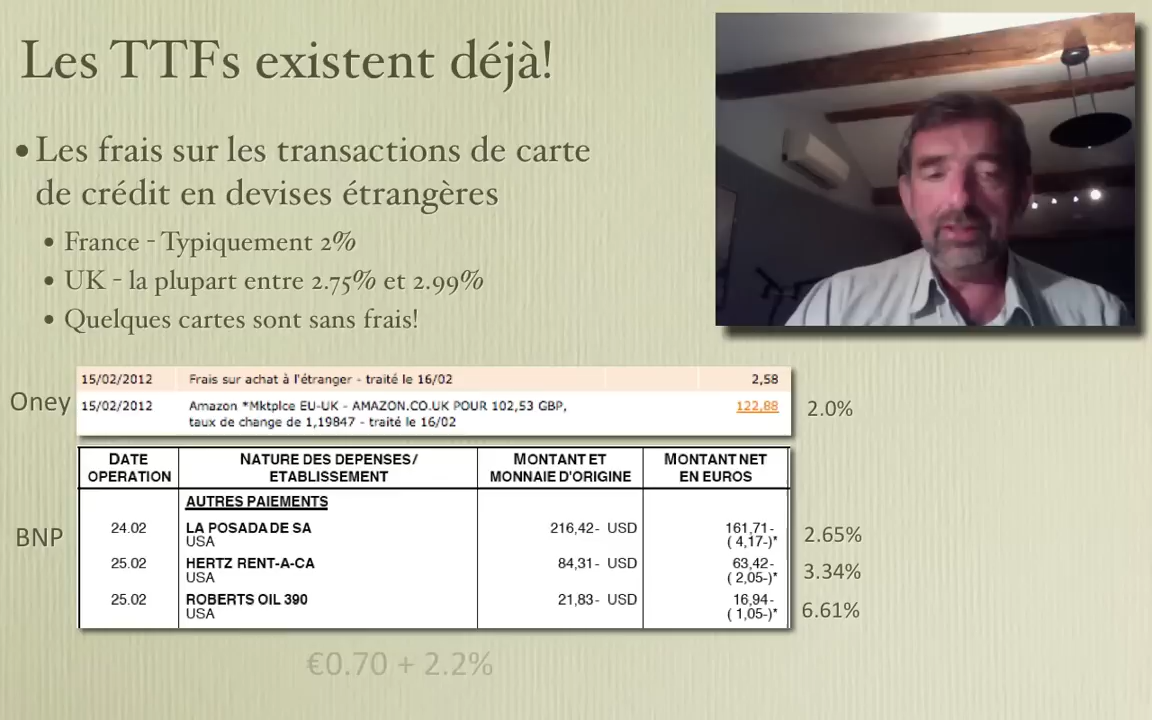 Les TTFs existent déjà!
• Les frais sur les transactions de carte
de crédit en devises étrangères
• France - Typiquement 2%
• UK - la plupart entre 2.75% et 2.99%
• Quelques cartes sont sans frais!
Oney
15/02/2012 Frais sur achat à l'étranger - traité le 16/02 2,58
15/02/2012 Amazon *Mktplce EU-UK - AMAZON.CO.UK POUR 102,53 GBP, 122,88
taux de change de 1,19847 - traité le 16/02
2.0%
BNP
DATE OPERATION NATURE DES DEPENSES/ ETABLISSEMENT MONTANT ET MONNAIE D'ORIGINE MONTANT NET EN EUROS
AUTRES PAIEMENTS
24.02 LA POSADA DE SA 216,42- USD 161,71-
USA ( 4,17-)*
2.65%
25.02 HERTZ RENT-A-CA 84,31- USD 63,42-
USA ( 2,05-)*
3.34%
25.02 ROBERTS OIL 390 21,83- USD 16,94-
USA ( 1,05-)*
6.61%
€0.70 + 2.2%